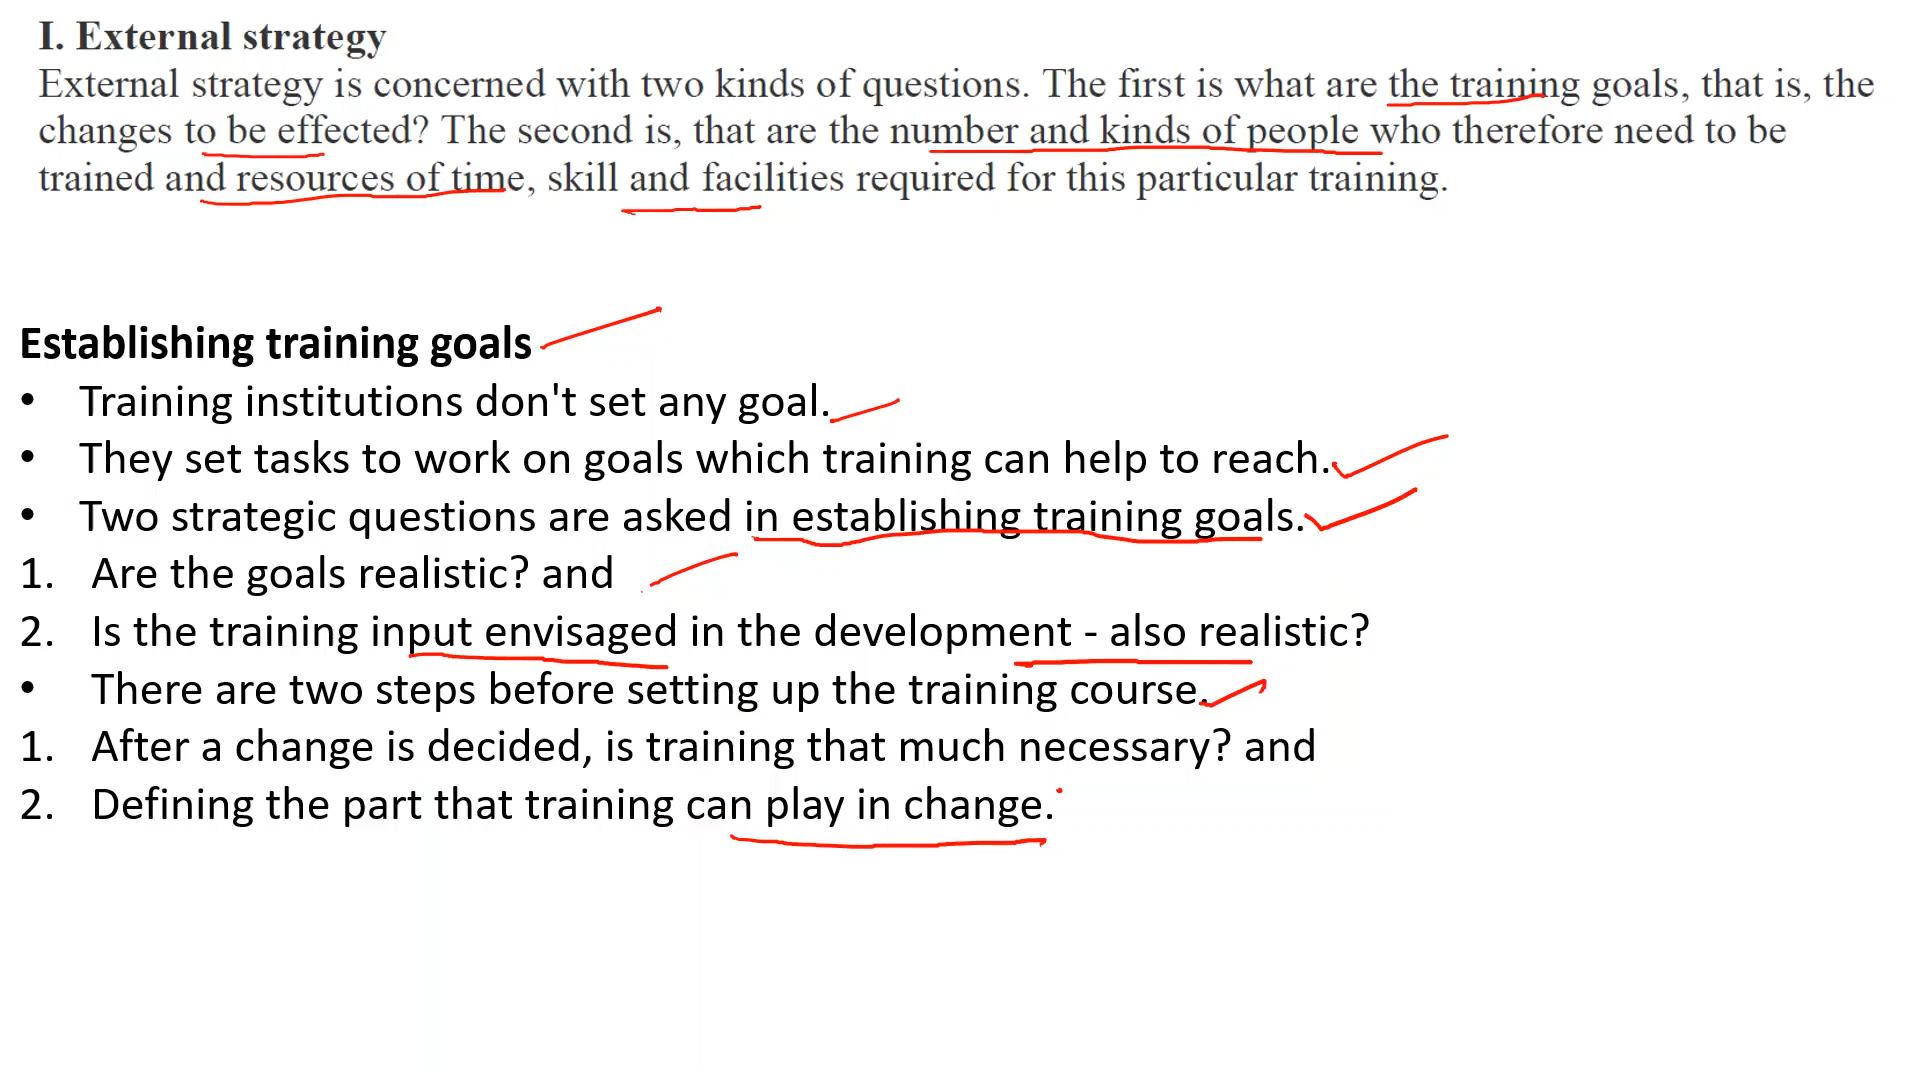 I. External strategy
External strategy is concerned with two kinds of questions. The first is what are the training goals, that is, the
changes to be effected? The second is, that are the number and kinds of people who therefore need to be
trained and resources of time, skill and facilities required for this particular training.
Establishing training goals
• Training institutions don't set any goal.
• They set tasks to work on goals which training can help to reach.
• Two strategic questions are asked in establishing training goals.
1. Are the goals realistic? and
2. Is the training input envisaged in the development - also realistic?
• There are two steps before setting up the training course.
1. After a change is decided, is training that much necessary? and
2. Defining the part that training can play in change.